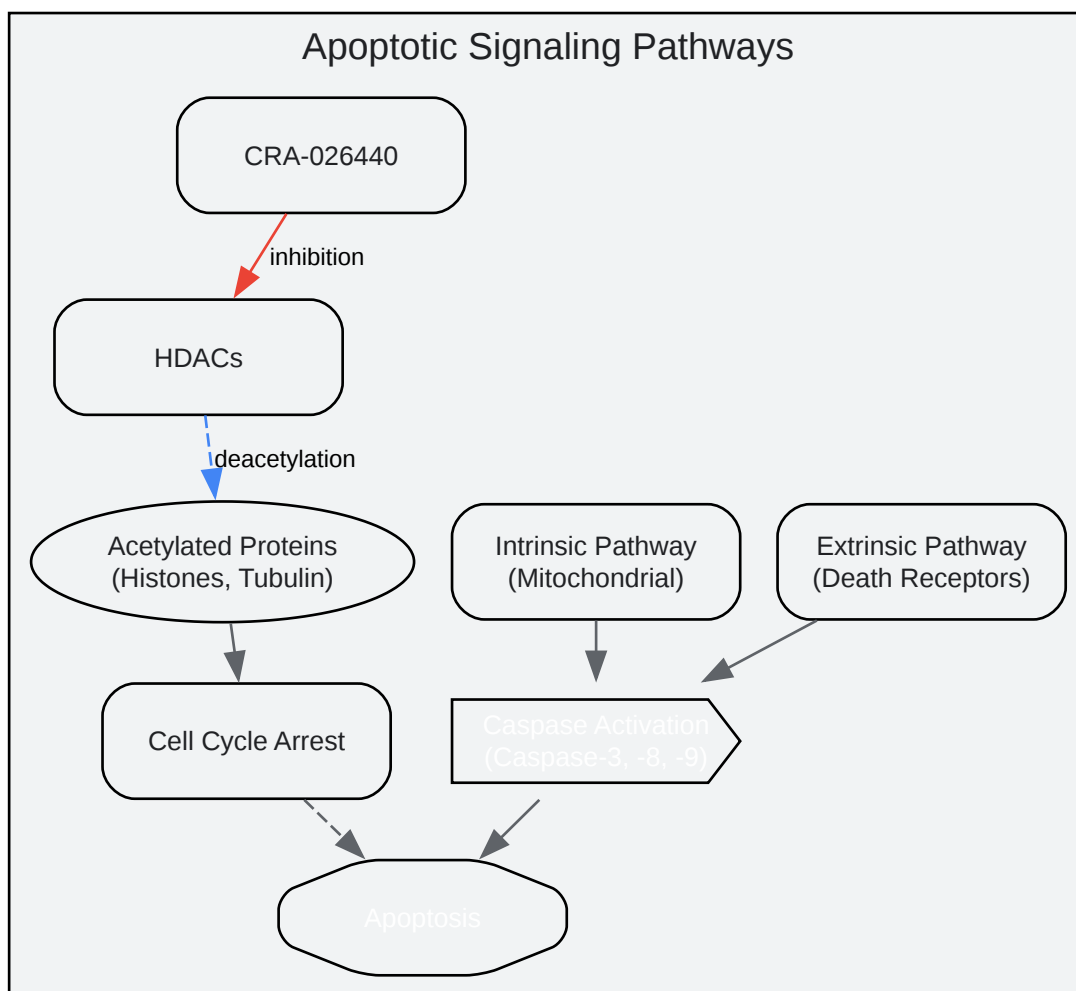 Apoptotic Signaling Pathways
CRA-026440
inhibition
HDACs
deacetylation
Acetylated Proteins
(Histones, Tubulin)
Intrinsic Pathway
(Mitochondrial)
Extrinsic Pathway
(Death Receptors)
Cell Cycle Arrest
Caspase Activation
(Caspase-3, -8, -9)
Apoptosis